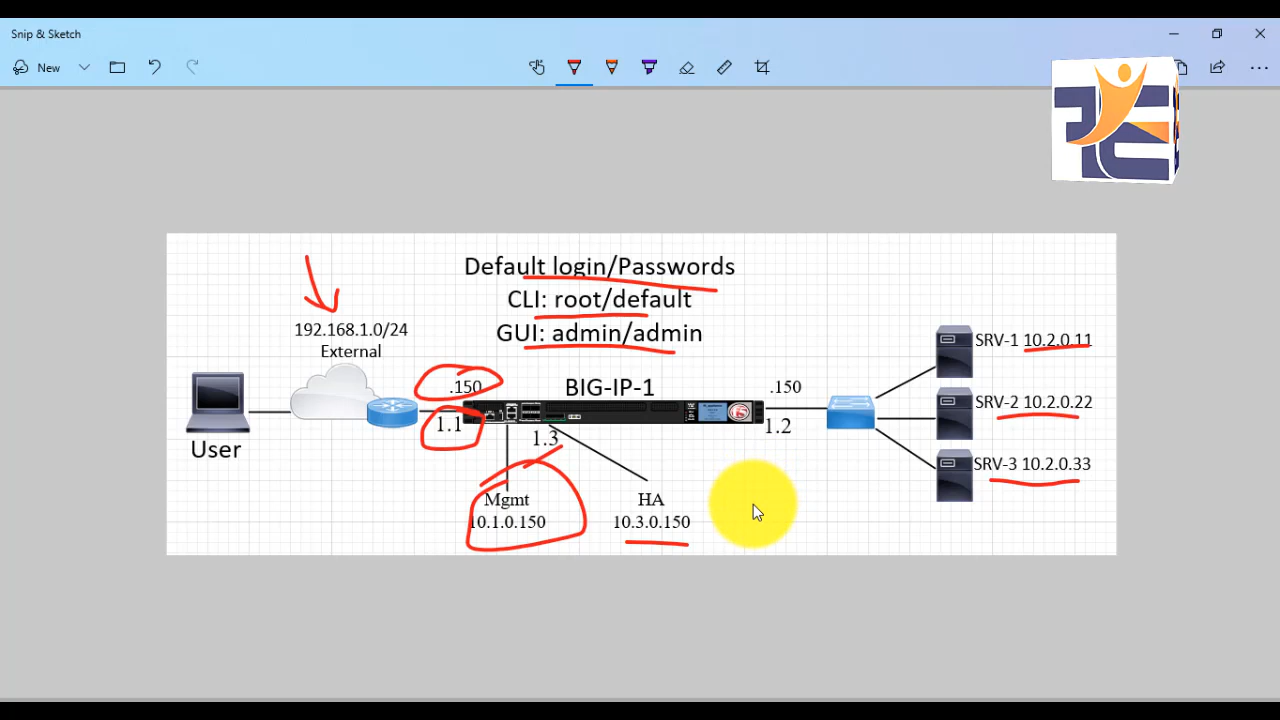 Snip & Sketch
New
Default login/Passwords
CLI: root/default
GUI: admin/admin
192.168.1.0/24
External
.150
BIG-IP-1
.150
1.1
1.3
1.2
User
Mgmt
10.1.0.150
HA
10.3.0.150
SRV-1 10.2.0.11
SRV-2 10.2.0.22
SRV-3 10.2.0.33